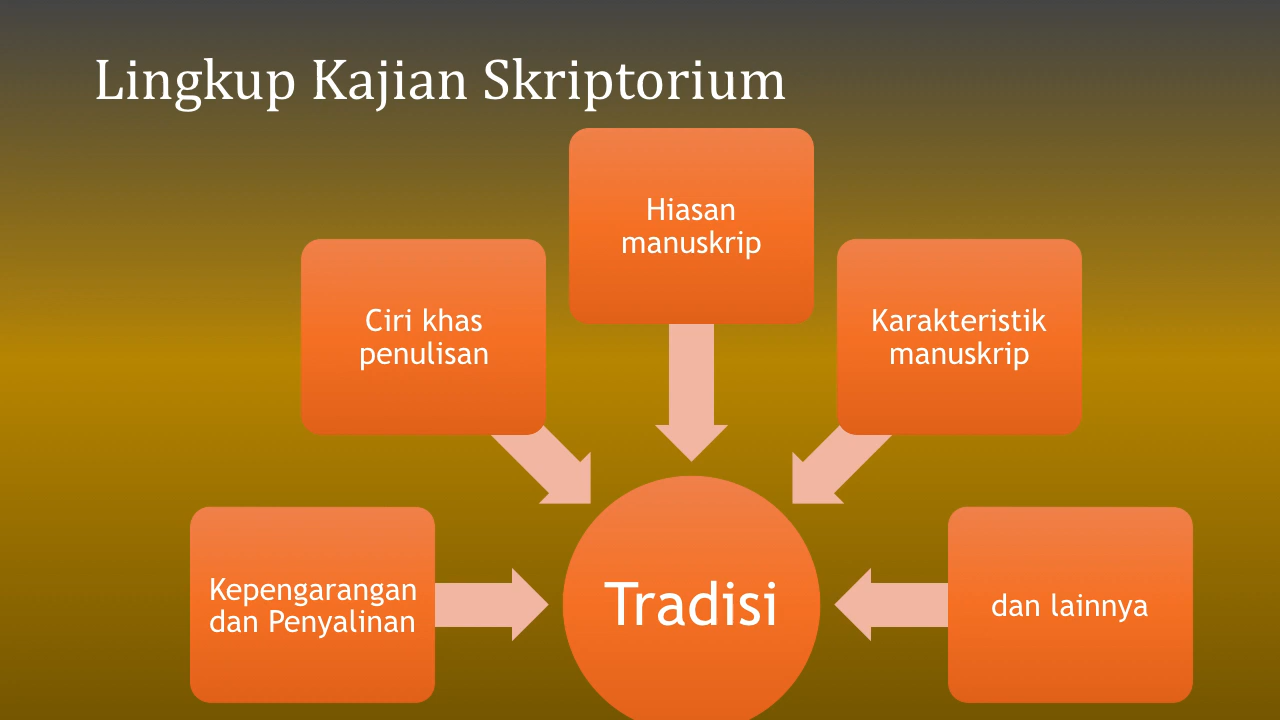 Lingkup Kajian Skriptorium
Hiasan
manuskrip
Ciri khas
penulisan
Karakteristik
manuskrip
Kepengarangan
dan Penyalinan
Tradisi
dan lainnya